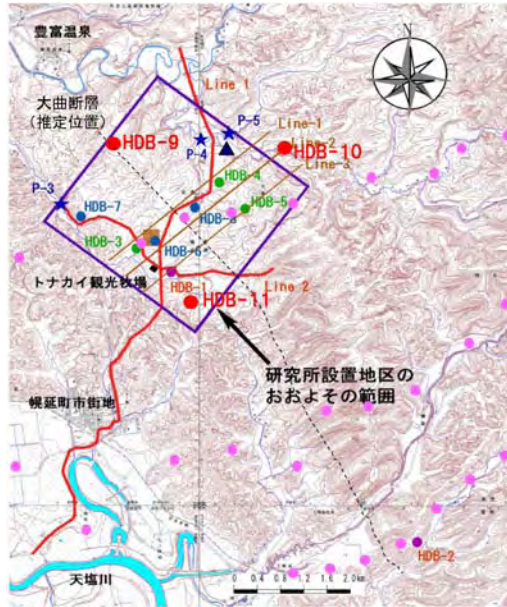 豊富温泉
Line 1
大曲断層
(推定位置)
HDB-9
P-5
P-4
Line-1
Line-2
Line-3
HDB-10
P-3
HDB-4
HDB-7
HDB-5
HDB-8
HDB-3
HDB-6
トナカイ観光牧場
HDB-1
Line 2
HDB-11
研究所設置地区の
おおよその範囲
幌延町市街地
HDB-2
天塩川
0.0 0.4 0.8 1.2 1.6 2.0km